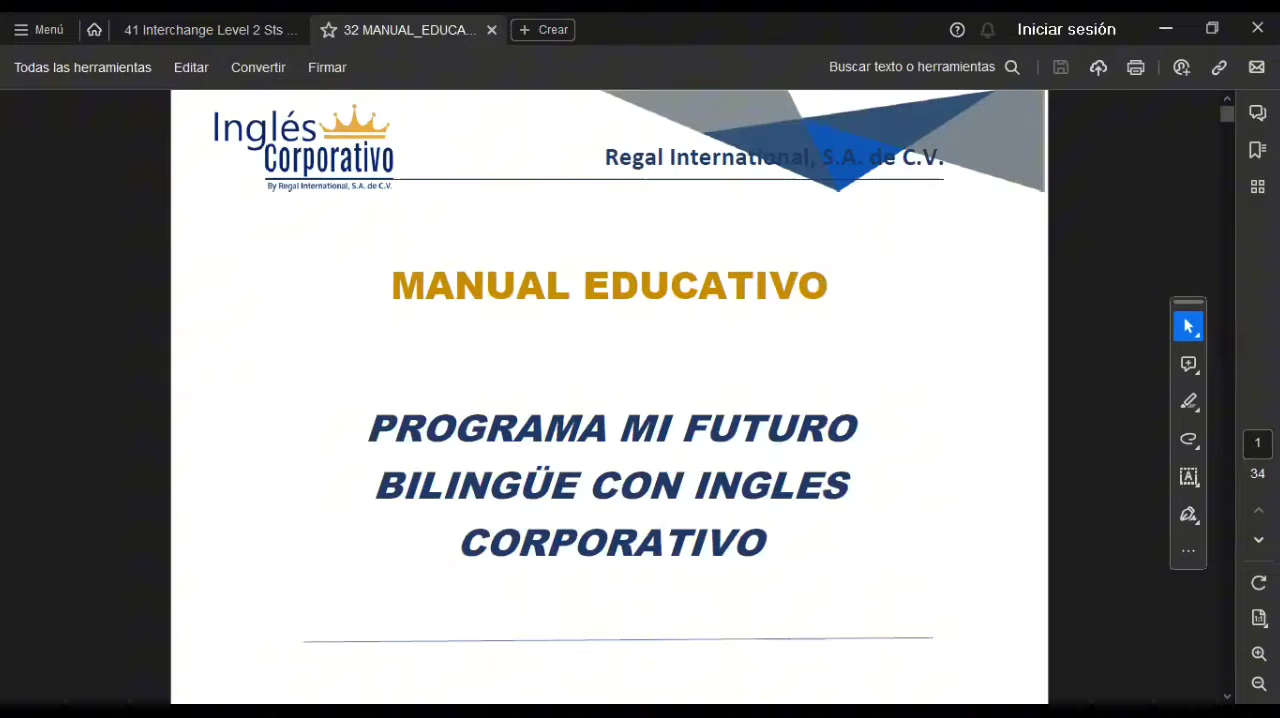 Menú
41 Interchange Level 2 Sts ...
32 MANUAL_EDUCA...
Crear
Iniciar sesión
Todas las herramientas
Editar
Convertir
Firmar
Buscar texto o herramientas
Inglés
Corporativo
By Regal International, S.A. de C.V.
Regal International, S.A. de C.V.
MANUAL EDUCATIVO
PROGRAMA MI FUTURO
BILINGÜE CON INGLES
CORPORATIVO
1
34